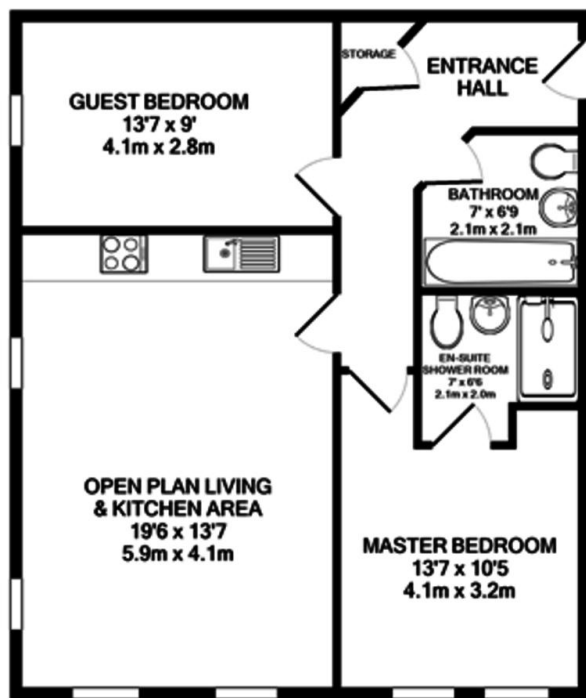 STORAGE
ENTRANCE
HALL
GUEST BEDROOM
13'7 x 9'
4.1m x 2.8m
BATHROOM
7' x 6'9
2.1m x 2.1m
EN-SUITE
SHOWER ROOM
7' x 6'6
2.1m x 2.0m
OPEN PLAN LIVING
& KITCHEN AREA
19'6 x 13'7
5.9m x 4.1m
MASTER BEDROOM
13'7 x 10'5
4.1m x 3.2m